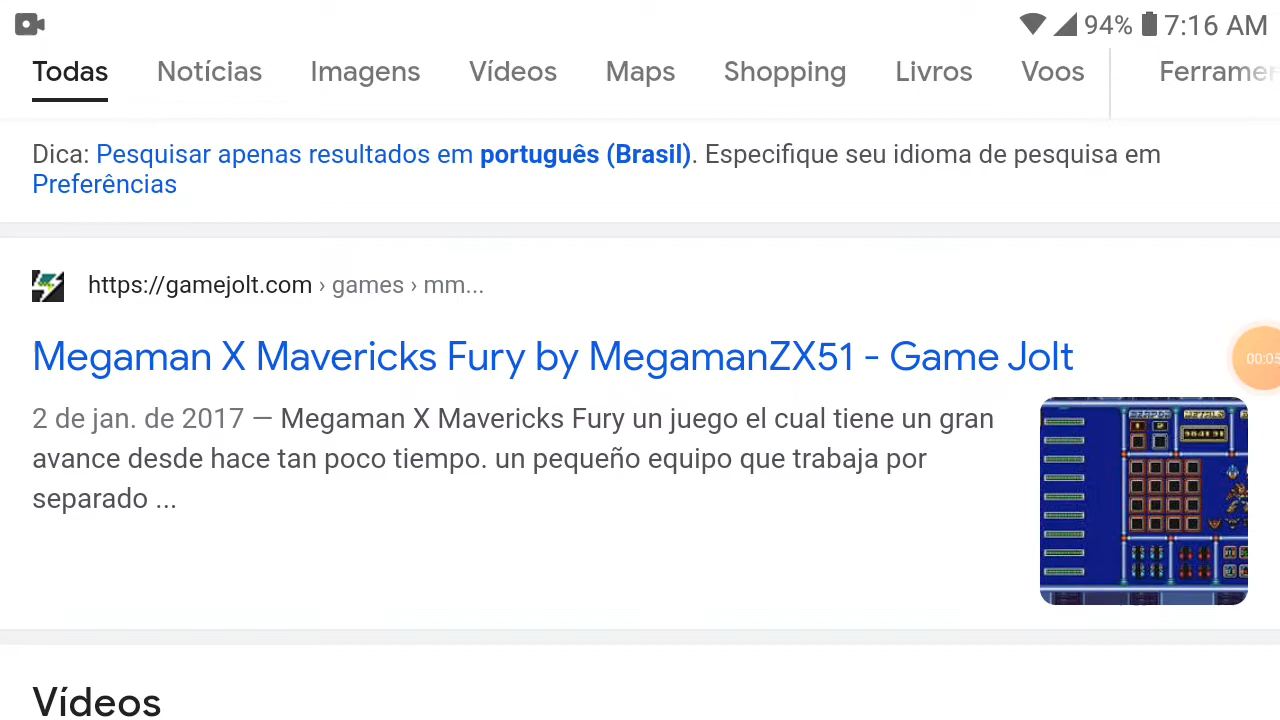 94% 7:16 AM
Todas Notícias Imagens Vídeos Maps Shopping Livros Voos Ferramen
Dica: Pesquisar apenas resultados em português (Brasil). Especifique seu idioma de pesquisa em
Preferências
https://gamejolt.com › games › mm...
Megaman X Mavericks Fury by MegamanZX51 - Game Jolt
00:05
2 de jan. de 2017 — Megaman X Mavericks Fury un juego el cual tiene un gran
avance desde hace tan poco tiempo. un pequeño equipo que trabaja por
separado ...
Vídeos